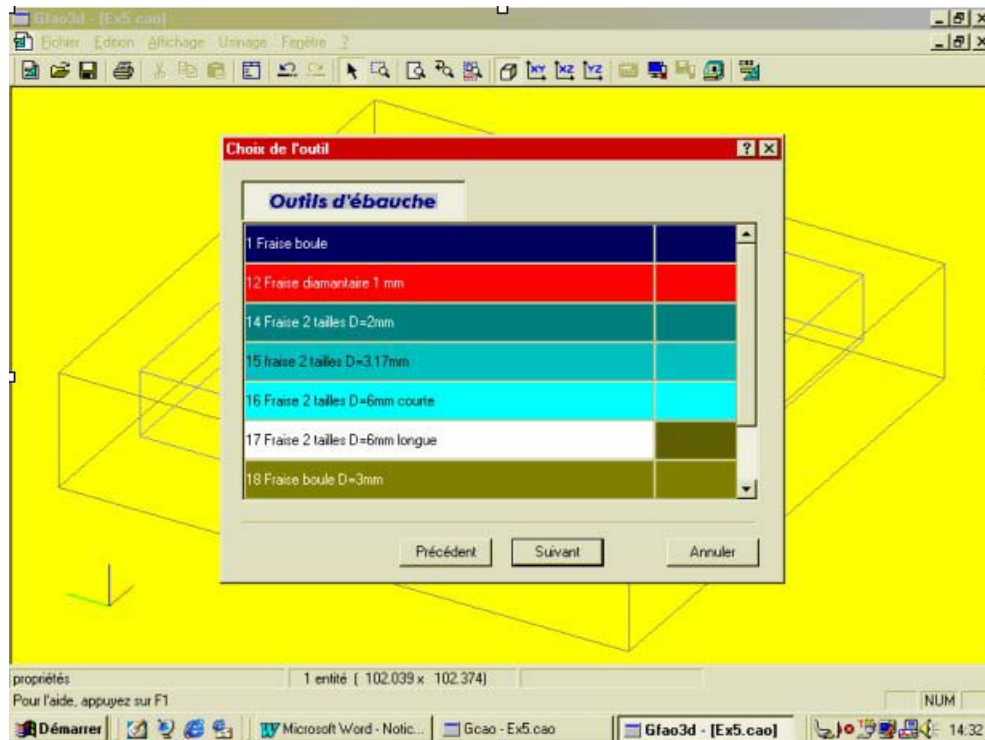 Gfao3d - [Ex5.cao]
Fichier Edition Affichage Usinage Fenêtre ?
XY XZ YZ
Choix de l'outil
Outils d'ébauche
1 Fraise boule
12 Fraise diamantaire 1 mm
14 Fraise 2 tailles D=2mm
15 fraise 2 tailles D=3.17mm
16 Fraise 2 tailles D=6mm courte
17 Fraise 2 tailles D=6mm longue
18 Fraise boule D=3mm
Précédent Suivant Annuler
propriétés 1 entité ( 102.039 x 102.374)
Pour l'aide, appuyez sur F1 NUM
Démarrer Microsoft Word - Notic... Gcao - Ex5.cao Gfao3d - [Ex5.cao] 14:32